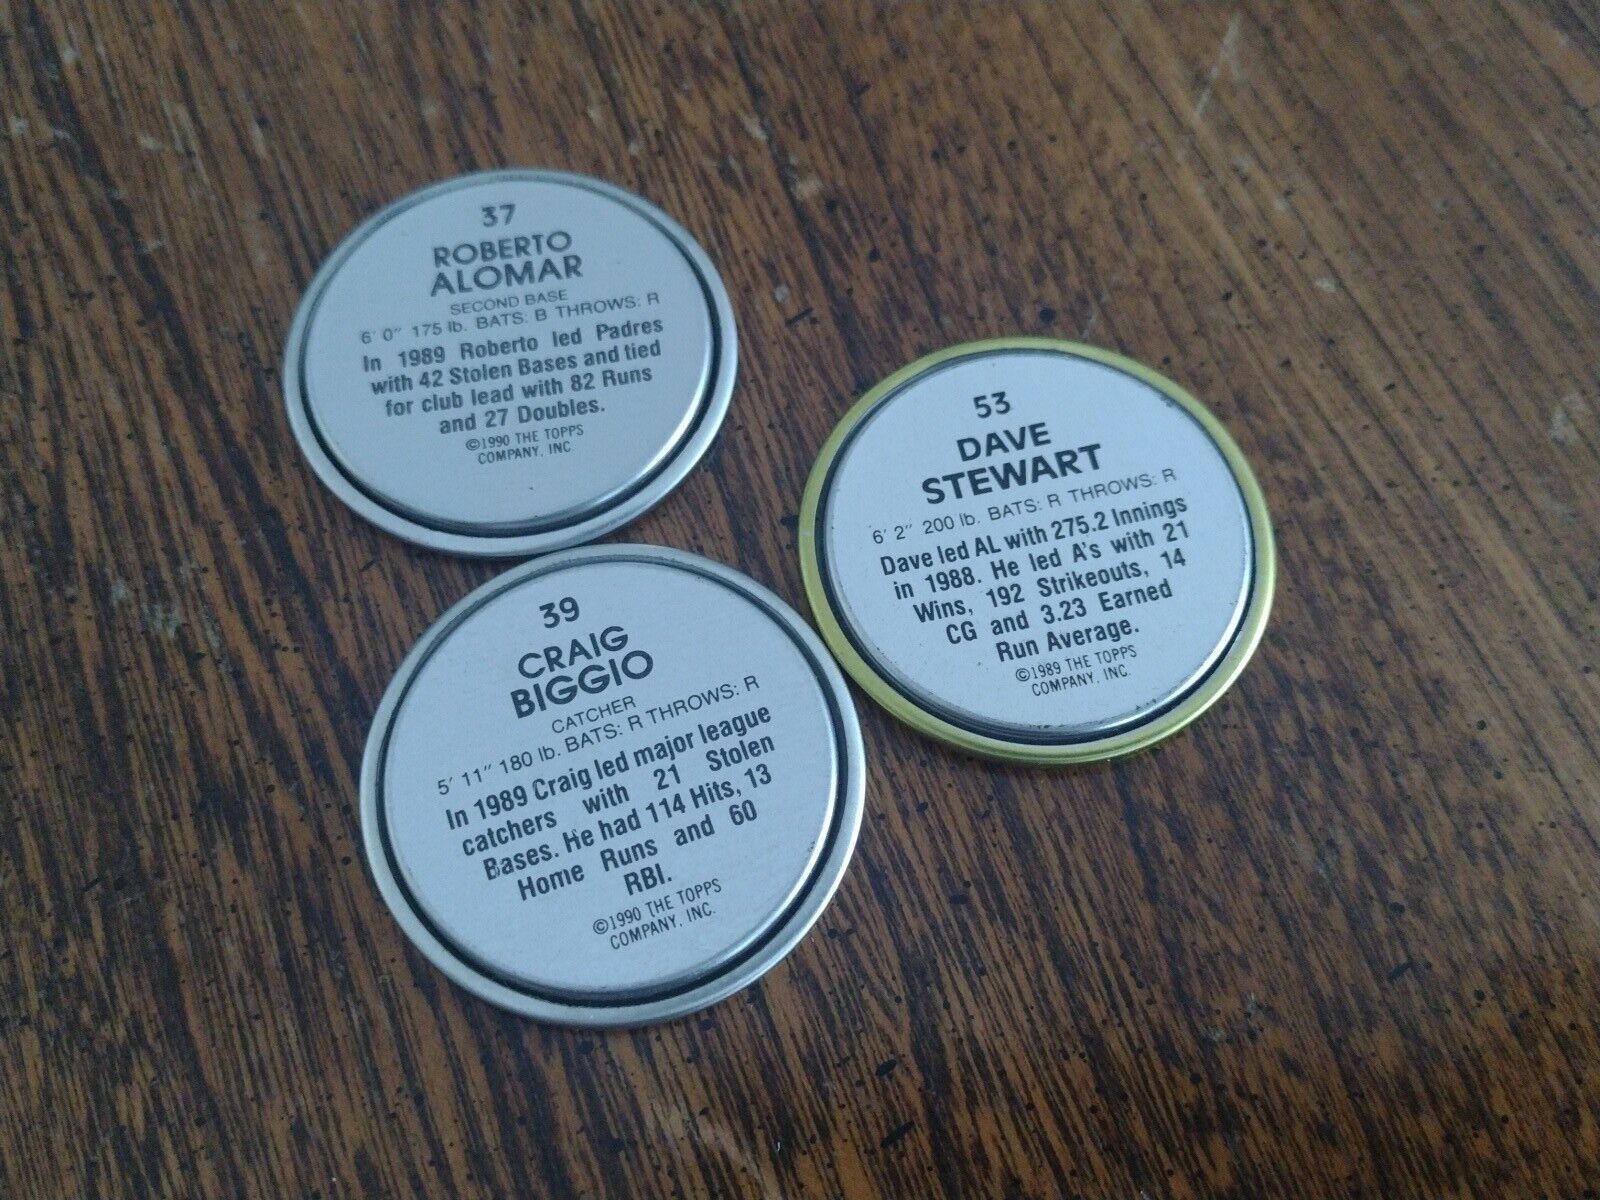 37
ROBERTO
ALOMAR
SECOND BASE
6' 0" 175 lb. BATS: B THROWS: R
In 1989 Roberto led Padres
with 42 Stolen Bases and tied
for club lead with 82 Runs
and 27 Doubles.
©1990 THE TOPPS
COMPANY, INC.
53
DAVE
STEWART
6' 2" 200 lb. BATS: R THROWS: R
Dave led AL with 275.2 Innings
in 1988. He led A's with 21
Wins, 192 Strikeouts, 14
CG and 3.23 Earned
Run Average.
©1989 THE TOPPS
COMPANY, INC.
39
CRAIG
BIGGIO
CATCHER
5' 11" 180 lb. BATS: R THROWS: R
In 1989 Craig led major league
catchers with 21 Stolen
Bases. He had 114 Hits, 13
Home Runs and 60
RBI.
©1990 THE TOPPS
COMPANY, INC.